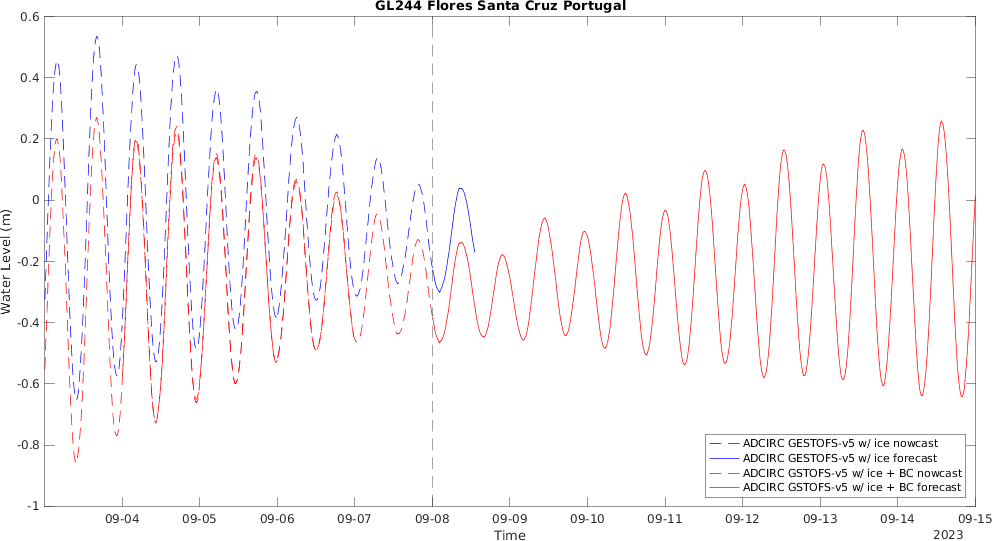 GL244 Flores Santa Cruz Portugal
0.6
0.4
0.2
0
-0.2
-0.4
-0.6
-0.8
-1
Water Level (m)
ADCIRC GESTOFS-v5 w/ ice nowcast
ADCIRC GESTOFS-v5 w/ ice forecast
ADCIRC GSTOFS-v5 w/ ice + BC nowcast
ADCIRC GSTOFS-v5 w/ ice + BC forecast
09-04 09-05 09-06 09-07 09-08 09-09 09-10 09-11 09-12 09-13 09-14 09-15
Time
2023